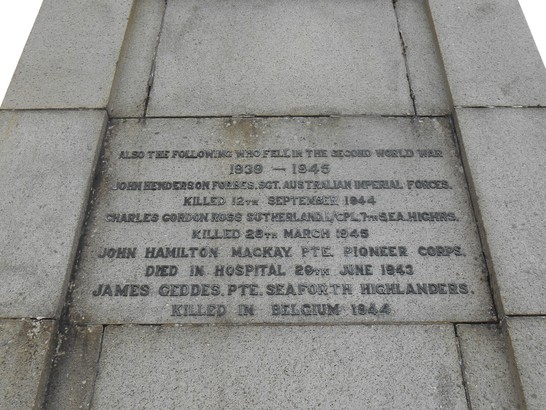 ALSO THE FOLLOWING WHO FELL IN THE SECOND WORLD WAR
1939 — 1945
JOHN HENDERSON FORBES. SGT. AUSTRALIAN IMPERIAL FORCES.
KILLED 12TH SEPTEMBER 1944
CHARLES GORDON ROSS SUTHERLAND. L/CPL. 7TH SEA. HIGHRS.
KILLED 28TH MARCH 1945
JOHN HAMILTON MACKAY. PTE. PIONEER CORPS.
DIED IN HOSPITAL 29TH JUNE 1943
JAMES GEDDES. PTE. SEAFORTH HIGHLANDERS.
KILLED IN BELGIUM 1944